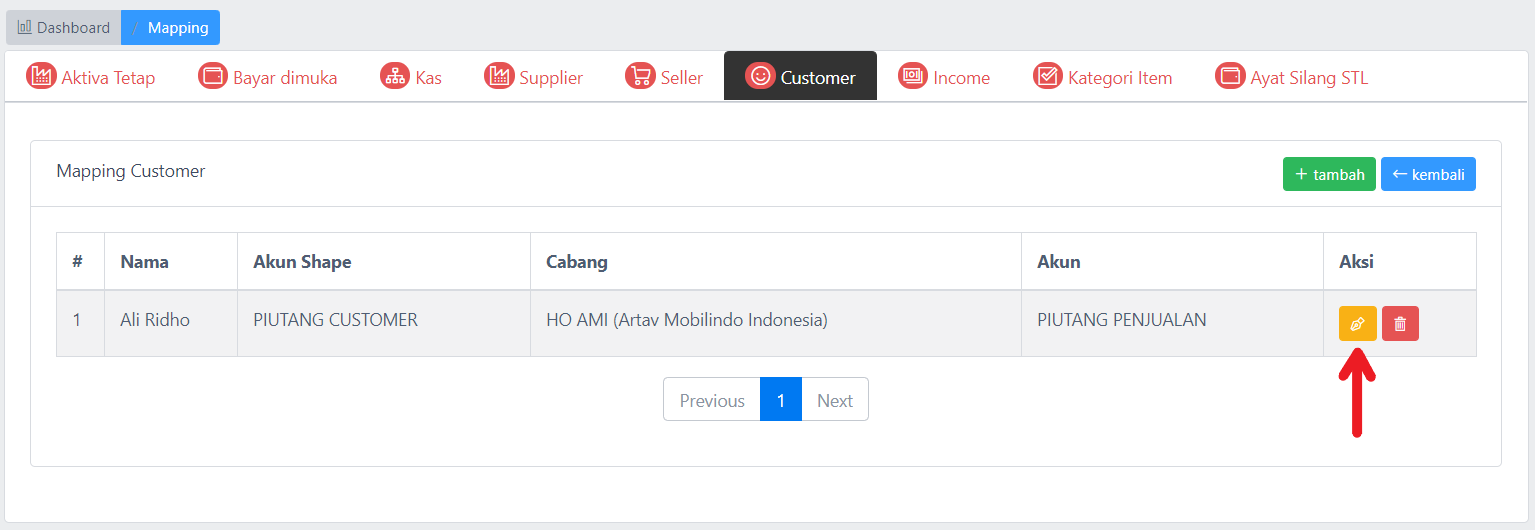 Dashboard / Mapping
Aktiva Tetap Bayar dimuka Kas Supplier Seller Customer Income Kategori Item Ayat Silang STL
Mapping Customer + tambah ← kembali
# Nama Akun Shape Cabang Akun Aksi
1 Ali Ridho PIUTANG CUSTOMER HO AMI (Artav Mobilindo Indonesia) PIUTANG PENJUALAN
Previous 1 Next